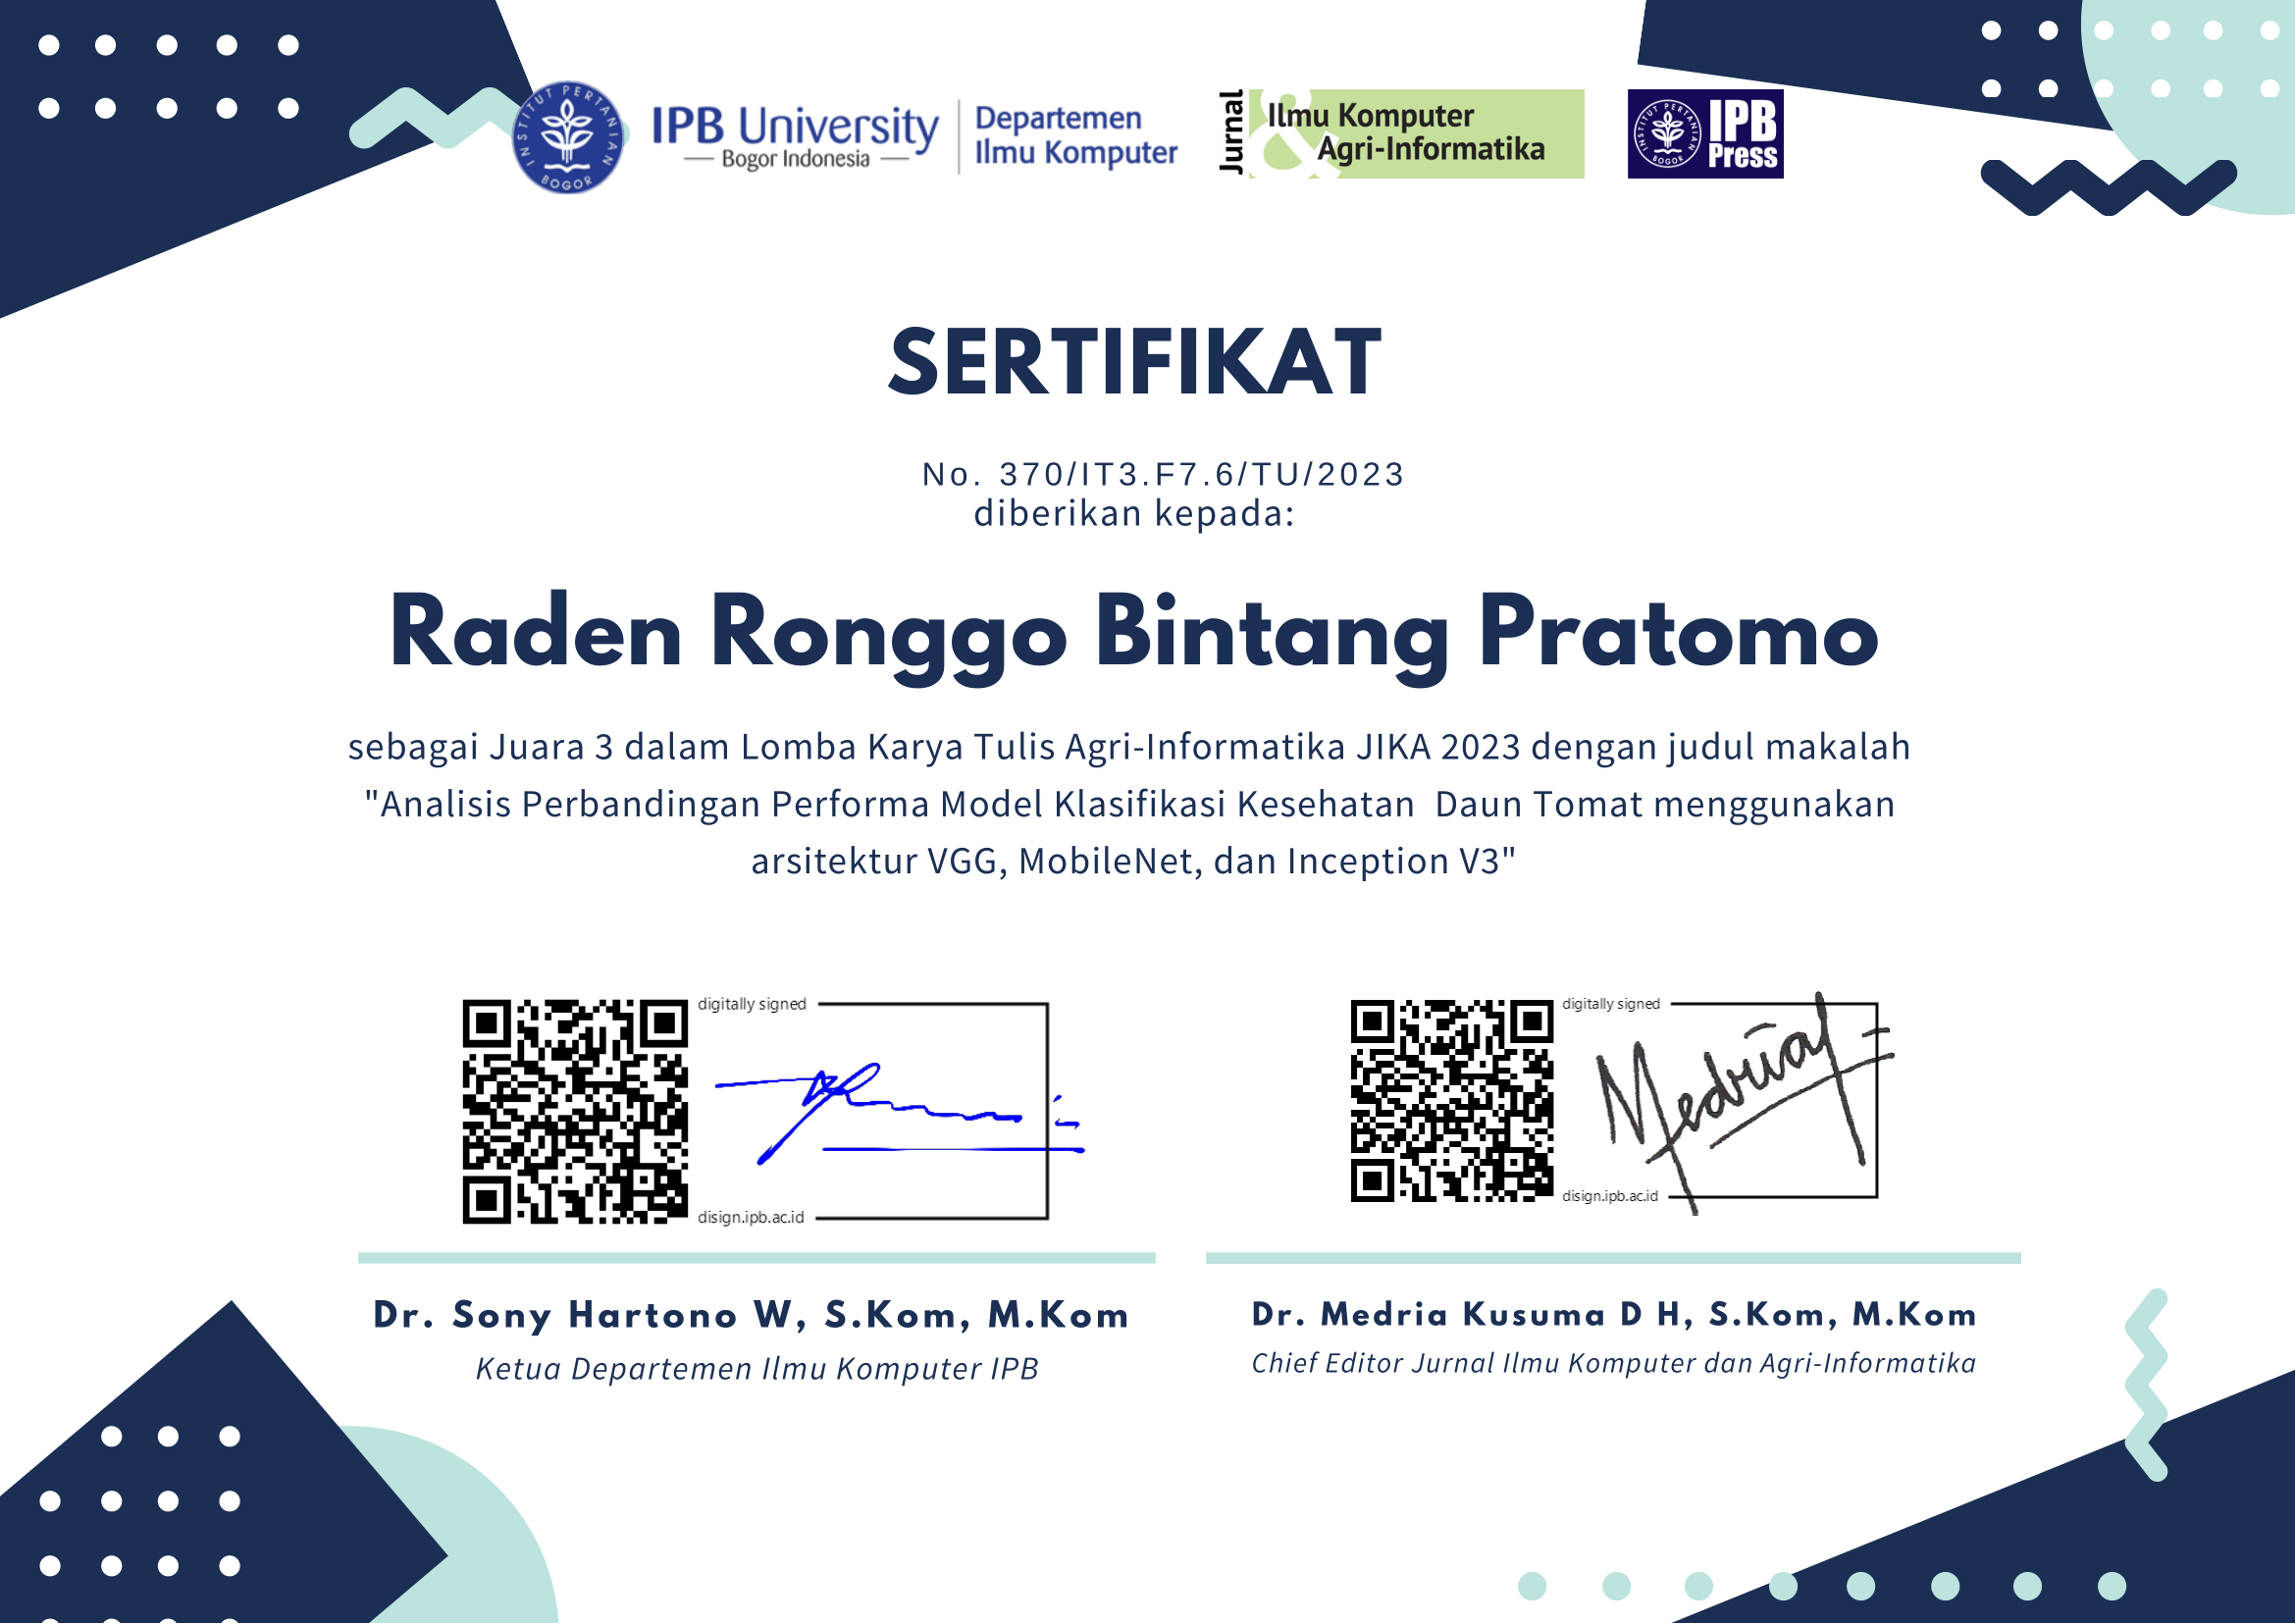 INSTITUT PERTANIAN
BOGOR
IPB University
Bogor Indonesia
Departemen
Ilmu Komputer
Jurnal
Ilmu Komputer
& Agri-Informatika
INSTITUT PERTANIAN
BOGOR
IPB
Press
SERTIFIKAT
No. 370/IT3.F7.6/TU/2023
diberikan kepada:
Raden Ronggo Bintang Pratomo
sebagai Juara 3 dalam Lomba Karya Tulis Agri-Informatika JIKA 2023 dengan judul makalah
"Analisis Perbandingan Performa Model Klasifikasi Kesehatan  Daun Tomat menggunakan
arsitektur VGG, MobileNet, dan Inception V3"
digitally signed
disign.ipb.ac.id
digitally signed
Medria
disign.ipb.ac.id
Dr. Sony Hartono W, S.Kom, M.Kom
Ketua Departemen Ilmu Komputer IPB
Dr. Medria Kusuma D H, S.Kom, M.Kom
Chief Editor Jurnal Ilmu Komputer dan Agri-Informatika